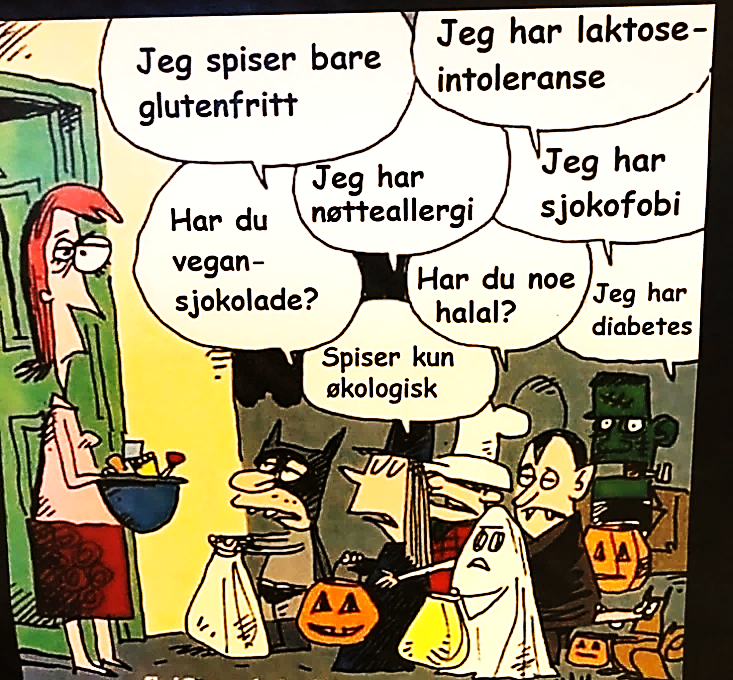 Jeg spiser bare
glutenfritt
Jeg har laktose-
intoleranse
Har du
vegan-
sjokolade?
Jeg har
nøtteallergi
Jeg har
sjokofobi
Har du noe
halal?
Jeg har
diabetes
Spiser kun
økologisk